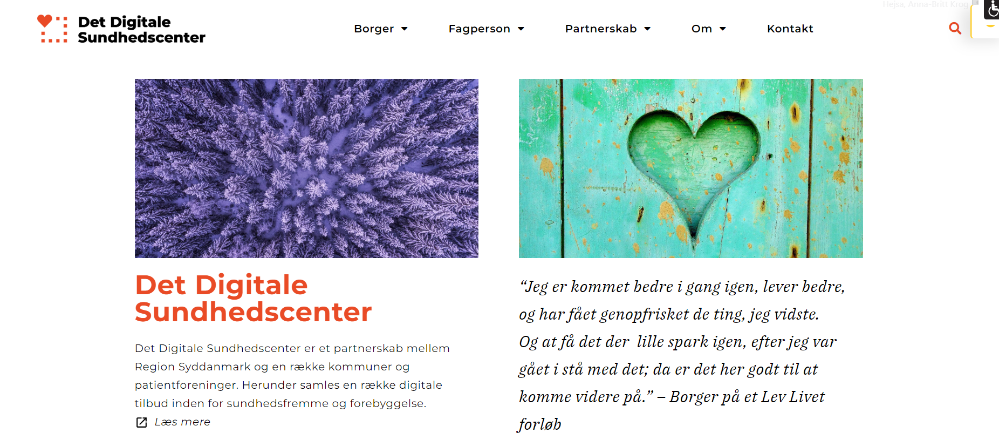 Hejsa, Anna-Britt Krog
Det Digitale
Sundhedscenter
Borger
Fagperson
Partnerskab
Om
Kontakt
Det Digitale
Sundhedscenter
Det Digitale Sundhedscenter er et partnerskab mellem
Region Syddanmark og en række kommuner og
patientforeninger. Herunder samles en række digitale
tilbud inden for sundhedsfremme og forebyggelse.
Læs mere
“Jeg er kommet bedre i gang igen, lever bedre,
og har fået genopfrisket de ting, jeg vidste.
Og at få det der  lille spark igen, efter jeg var
gået i stå med det; da er det her godt til at
komme videre på.” – Borger på et Lev Livet
forløb